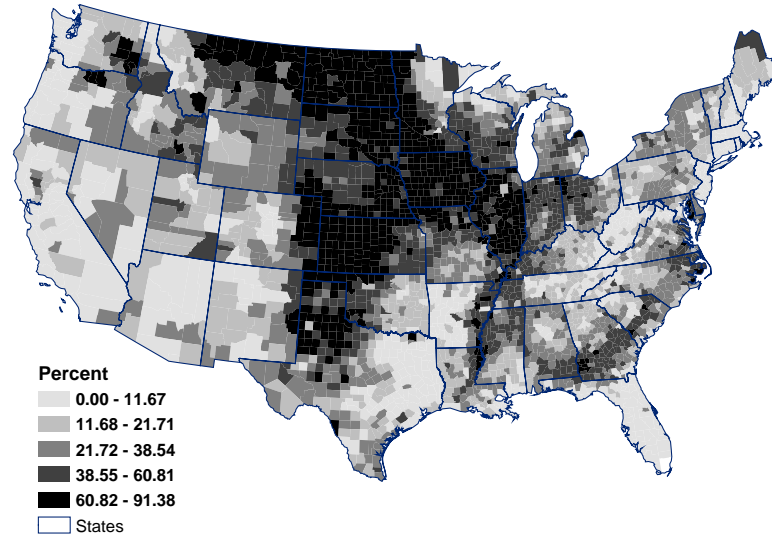 Percent
0.00 - 11.67
11.68 - 21.71
21.72 - 38.54
38.55 - 60.81
60.82 - 91.38
States